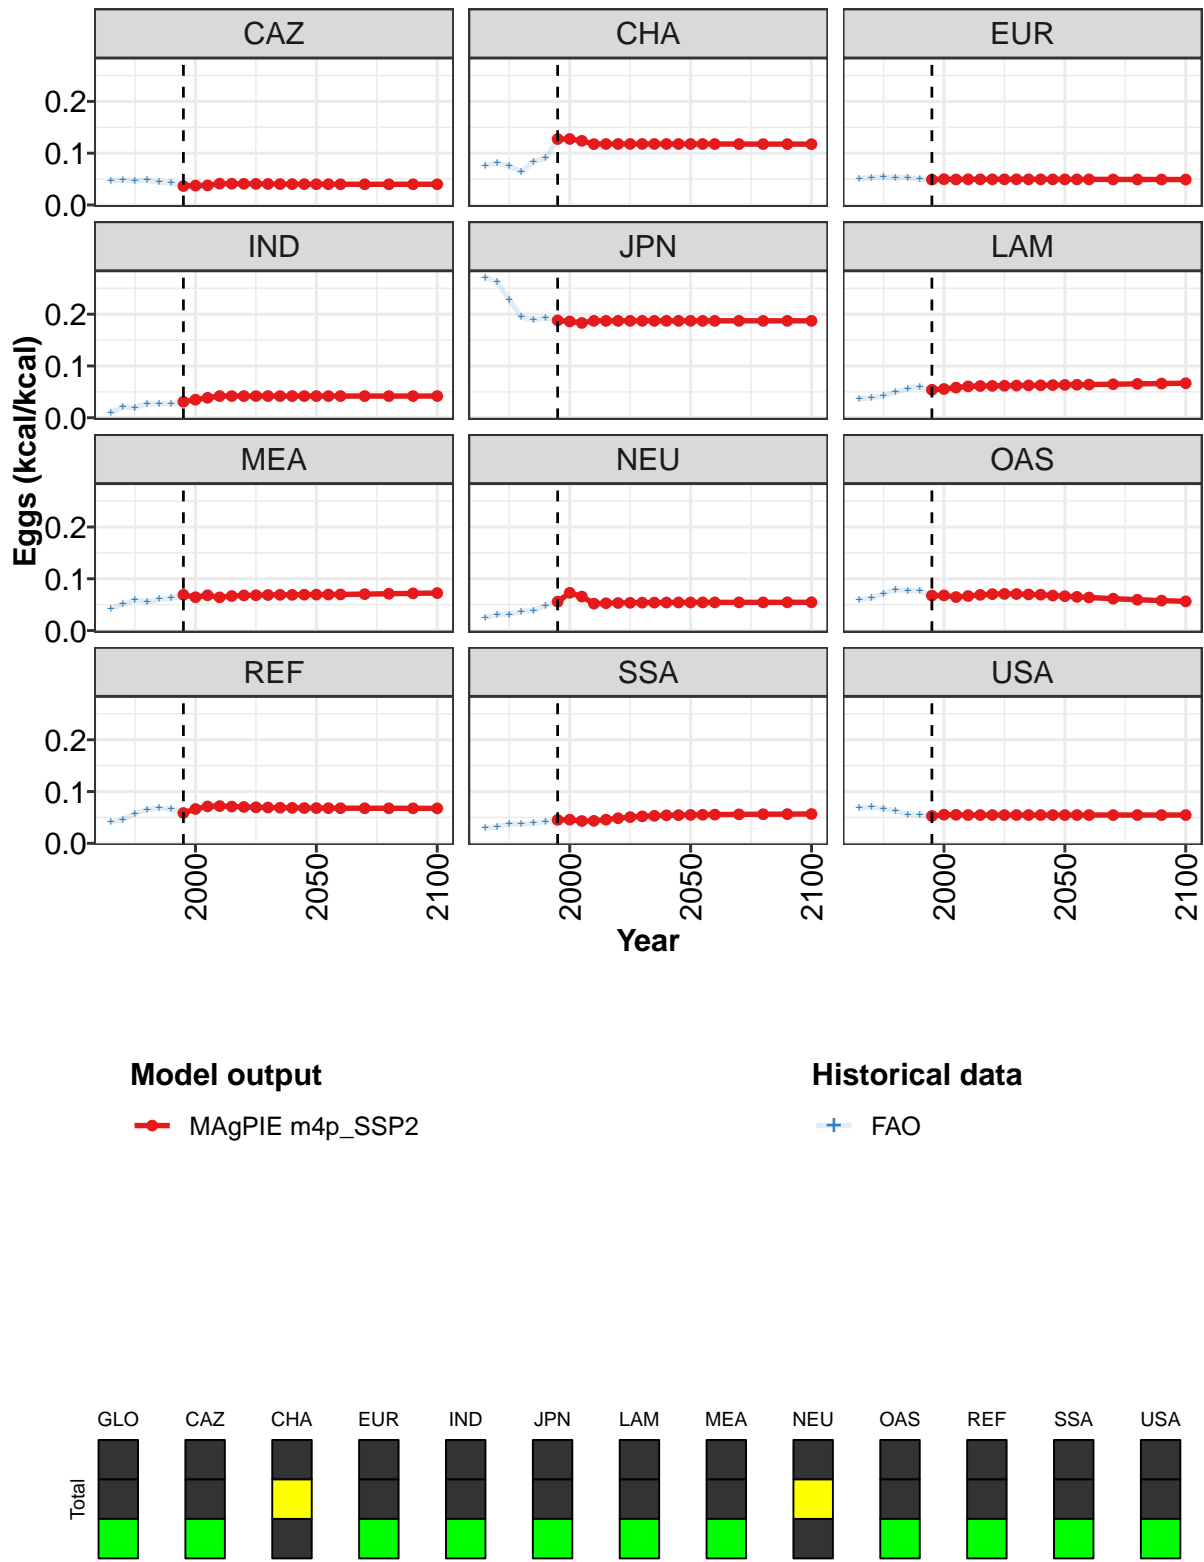 CAZ CHA EUR
0.2
0.1
0.0
IND JPN LAM
0.2
0.1
0.0
MEA NEU OAS
0.2
0.1
0.0
REF SSA USA
0.2
0.1
0.0
Eggs (kcal/kcal)
2000 2050 2100 2000 2050 2100 2000 2050 2100
Year
Model output Historical data
MAgPIE m4p_SSP2 FAO
GLO CAZ CHA EUR IND JPN LAM MEA NEU OAS REF SSA USA
Total